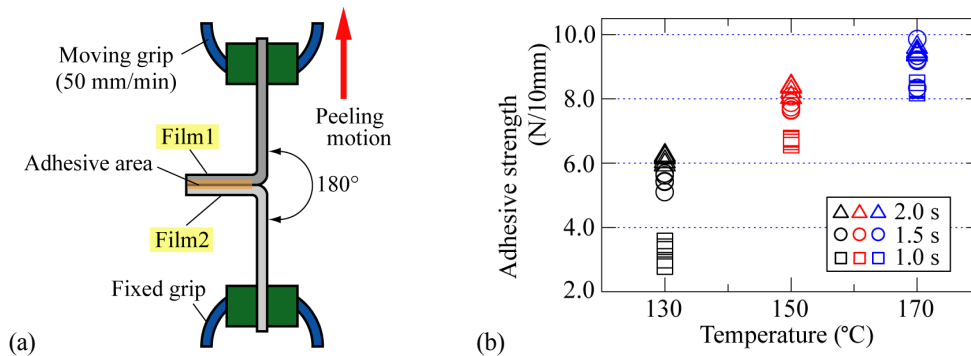 (a)
Moving grip
(50 mm/min)
Peeling
motion
Film1
Adhesive area
180°
Film2
Fixed grip
(b)
Adhesive strength
(N/10mm)
10.0
8.0
6.0
4.0
2.0
2.0 s
1.5 s
1.0 s
130
150
170
Temperature (°C)